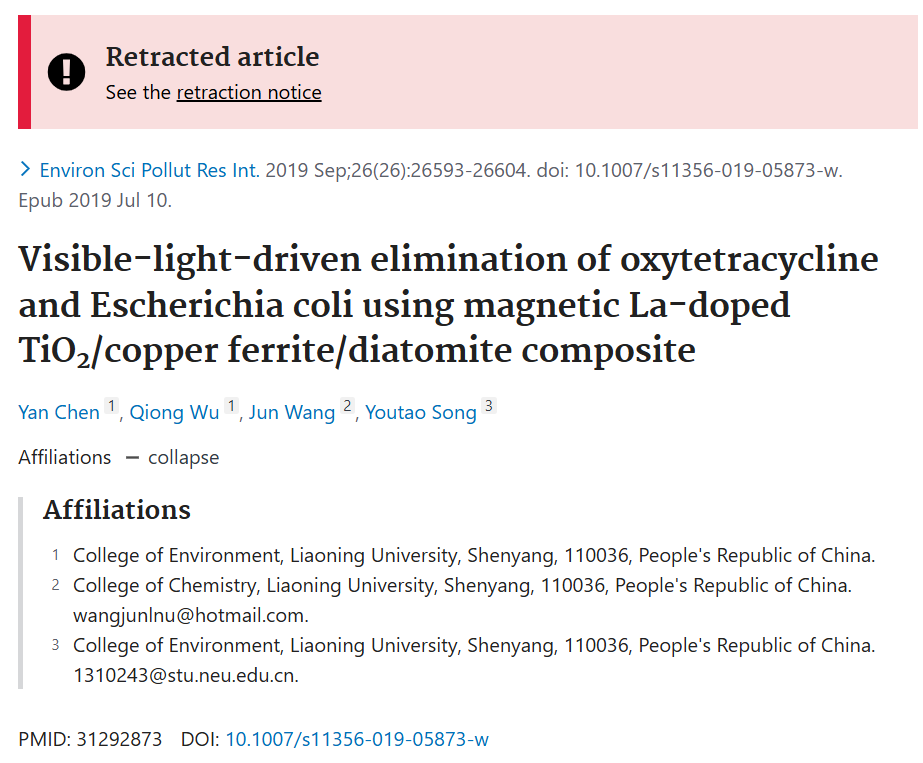 Retracted article
See the retraction notice
Environ Sci Pollut Res Int. 2019 Sep;26(26):26593-26604. doi: 10.1007/s11356-019-05873-w.
Epub 2019 Jul 10.
Visible-light-driven elimination of oxytetracycline
and Escherichia coli using magnetic La-doped
TiO₂/copper ferrite/diatomite composite
Yan Chen 1, Qiong Wu 1, Jun Wang 2, Youtao Song 3
Affiliations — collapse
Affiliations
1 College of Environment, Liaoning University, Shenyang, 110036, People's Republic of China.
2 College of Chemistry, Liaoning University, Shenyang, 110036, People's Republic of China.
wangjunlnu@hotmail.com.
3 College of Environment, Liaoning University, Shenyang, 110036, People's Republic of China.
1310243@stu.neu.edu.cn.
PMID: 31292873 DOI: 10.1007/s11356-019-05873-w